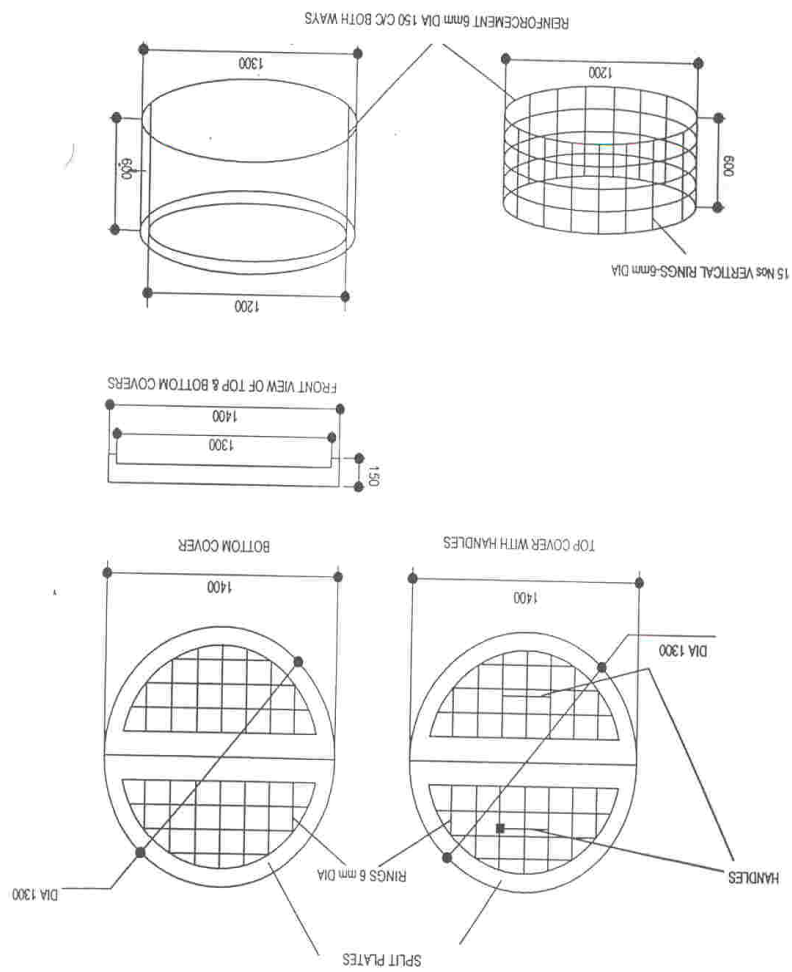 SPLIT PLATES
DIA 1300
HANDLES
RINGS 6 mm DIA
DIA 1300
1400
1400
TOP COVER WITH HANDLES
BOTTOM COVER
150
1300
1400
FRONT VIEW OF TOP & BOTTOM COVERS
1200
15 Nos VERTICAL RINGS-6mm DIA
600
600
1200
1300
REINFORCEMENT 6mm DIA 150 C/C BOTH WAYS